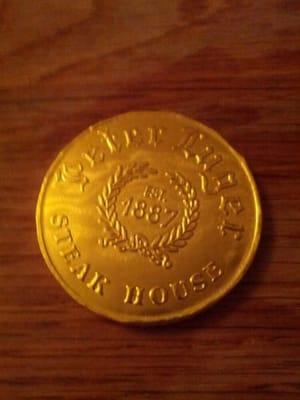 Peter Luger
EST.
1887
STEAK HOUSE